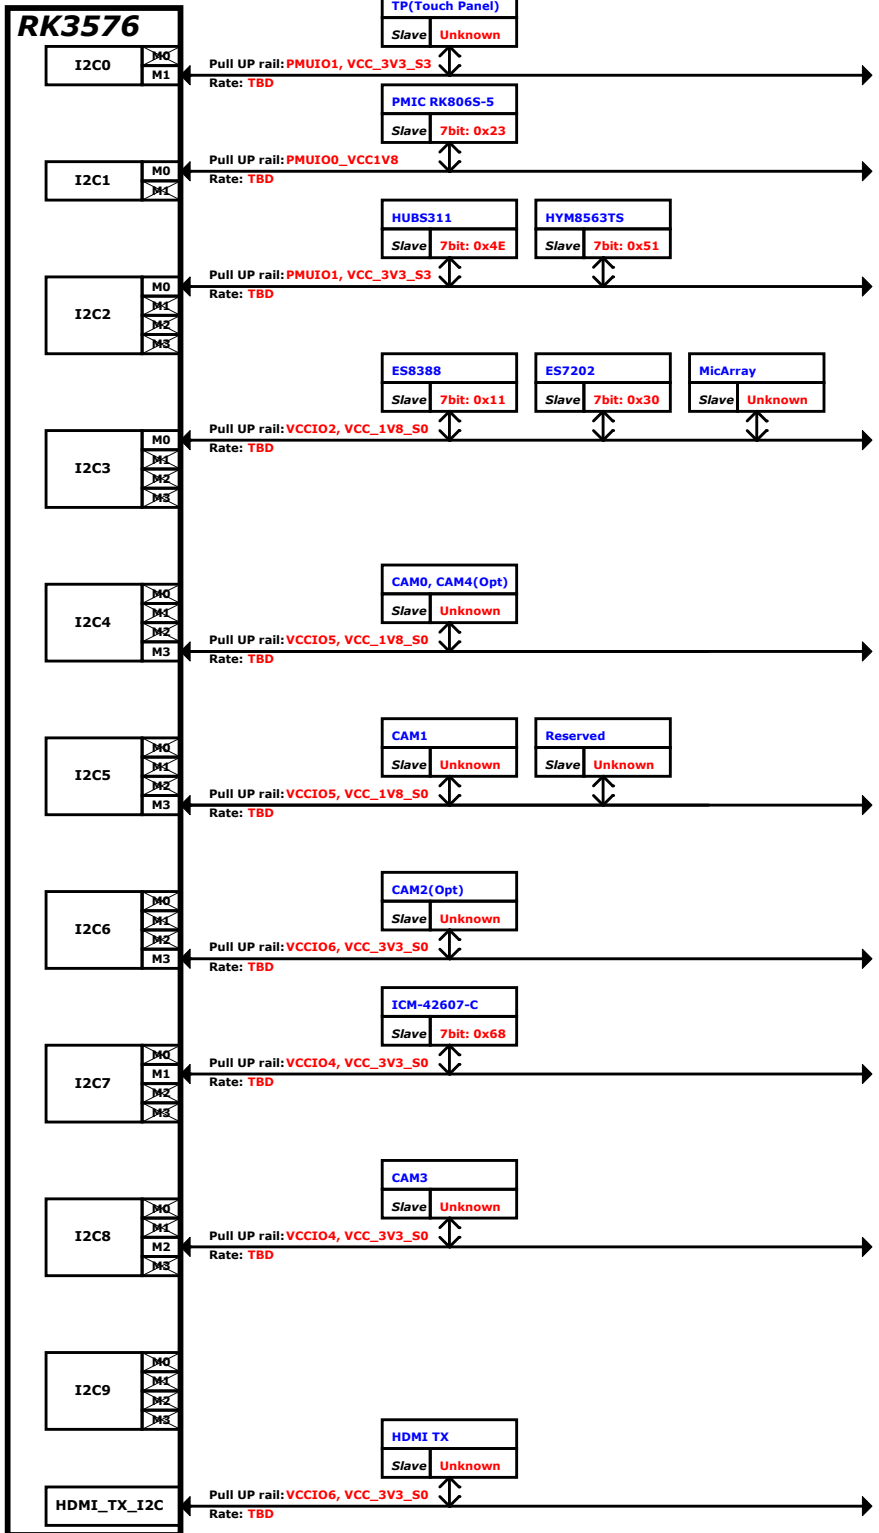 TP(Touch Panel)
RK3576
Slave Unknown
I2C0
M0
M1
Pull UP rail: PMUIO1, VCC_3V3_S3
Rate: TBD
PMIC RK806S-5
Slave 7bit: 0x23
I2C1
M0
M1
Pull UP rail: PMUIO0_VCC1V8
Rate: TBD
HUBS311
Slave 7bit: 0x4E
HYM8563TS
Slave 7bit: 0x51
I2C2
M0
M1
M2
M3
Pull UP rail: PMUIO1, VCC_3V3_S3
Rate: TBD
ES8388
Slave 7bit: 0x11
ES7202
Slave 7bit: 0x30
MicArray
Slave Unknown
I2C3
M0
M1
M2
M3
Pull UP rail: VCCIO2, VCC_1V8_S0
Rate: TBD
CAM0, CAM4(Opt)
Slave Unknown
I2C4
M0
M1
M2
M3
Pull UP rail: VCCIO5, VCC_1V8_S0
Rate: TBD
CAM1
Slave Unknown
Reserved
Slave Unknown
I2C5
M0
M1
M2
M3
Pull UP rail: VCCIO5, VCC_1V8_S0
Rate: TBD
CAM2(Opt)
Slave Unknown
I2C6
M0
M1
M2
M3
Pull UP rail: VCCIO6, VCC_3V3_S0
Rate: TBD
ICM-42607-C
Slave 7bit: 0x68
I2C7
M0
M1
M2
M3
Pull UP rail: VCCIO4, VCC_3V3_S0
Rate: TBD
CAM3
Slave Unknown
I2C8
M0
M1
M2
M3
Pull UP rail: VCCIO4, VCC_3V3_S0
Rate: TBD
I2C9
M0
M1
M2
M3
HDMI TX
Slave Unknown
HDMI_TX_I2C
Pull UP rail: VCCIO6, VCC_3V3_S0
Rate: TBD